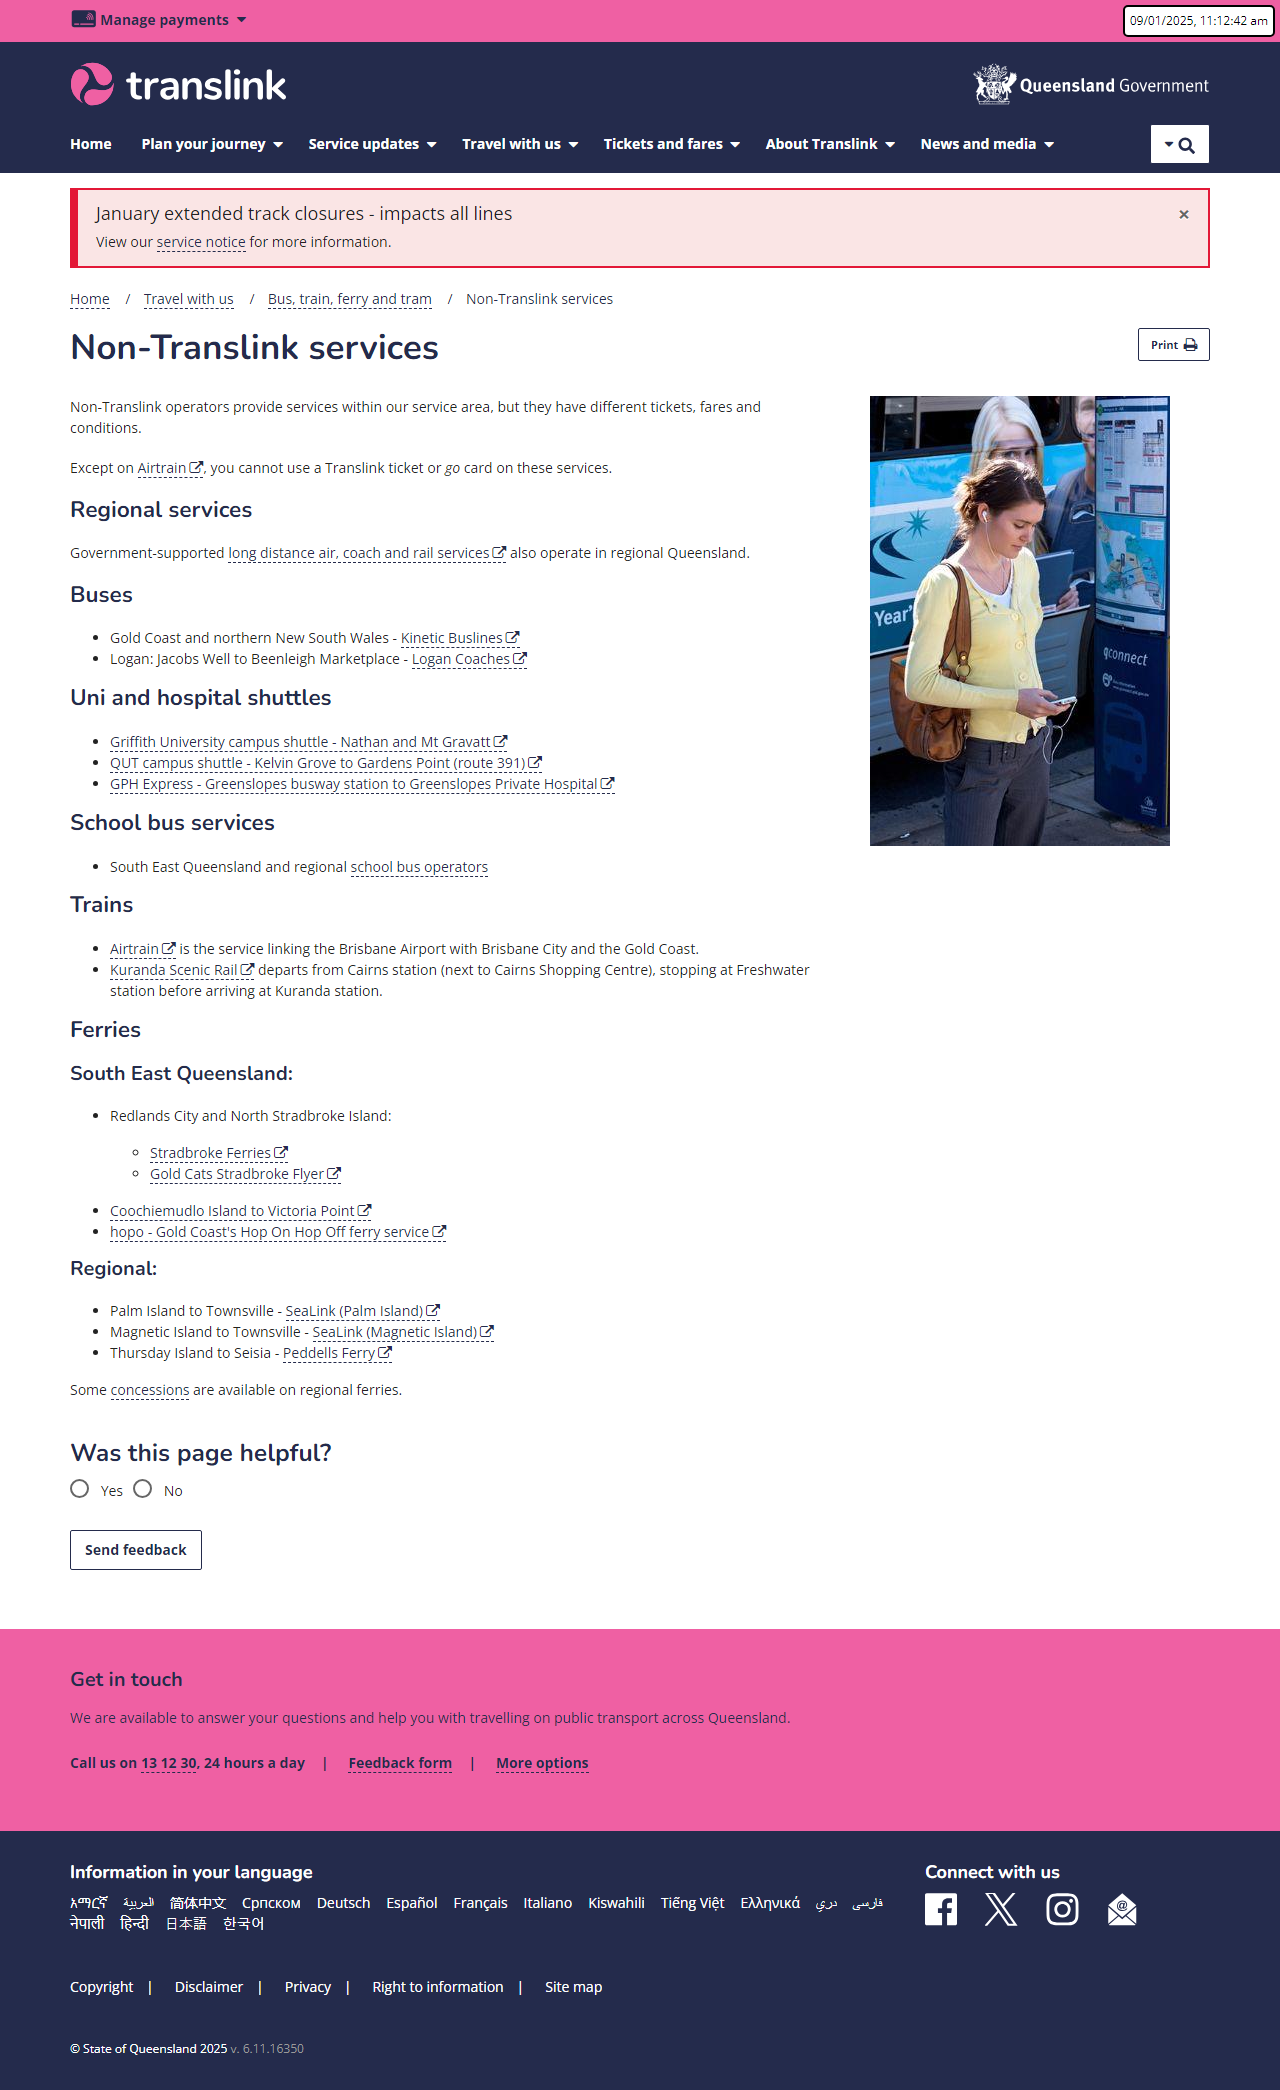 Manage payments
09/01/2025, 11:12:42 am
translink
Queensland Government
Home Plan your journey Service updates Travel with us Tickets and fares About Translink News and media
January extended track closures - impacts all lines
×
View our service notice for more information.
Home / Travel with us / Bus, train, ferry and tram / Non-Translink services
Non-Translink services
Print
Non-Translink operators provide services within our service area, but they have different tickets, fares and
conditions.
Except on Airtrain, you cannot use a Translink ticket or go card on these services.
Regional services
Government-supported long distance air, coach and rail services also operate in regional Queensland.
Buses
Gold Coast and northern New South Wales - Kinetic Buslines
Logan: Jacobs Well to Beenleigh Marketplace - Logan Coaches
Year'
qconnect
Uni and hospital shuttles
Griffith University campus shuttle - Nathan and Mt Gravatt
QUT campus shuttle - Kelvin Grove to Gardens Point (route 391)
GPH Express - Greenslopes busway station to Greenslopes Private Hospital
School bus services
South East Queensland and regional school bus operators
Trains
Airtrain is the service linking the Brisbane Airport with Brisbane City and the Gold Coast.
Kuranda Scenic Rail departs from Cairns station (next to Cairns Shopping Centre), stopping at Freshwater
station before arriving at Kuranda station.
Ferries
South East Queensland:
Redlands City and North Stradbroke Island:
Stradbroke Ferries
Gold Cats Stradbroke Flyer
Coochiemudlo Island to Victoria Point
hopo - Gold Coast's Hop On Hop Off ferry service
Regional:
Palm Island to Townsville - SeaLink (Palm Island)
Magnetic Island to Townsville - SeaLink (Magnetic Island)
Thursday Island to Seisia - Peddells Ferry
Some concessions are available on regional ferries.
Was this page helpful?
Yes No
Send feedback
Get in touch
We are available to answer your questions and help you with travelling on public transport across Queensland.
Call us on 13 12 30, 24 hours a day | Feedback form | More options
Information in your language
Connect with us
አማርኛ العربية 简体中文 Српском Deutsch Español Français Italiano Kiswahili Tiếng Việt Ελληνικά دري فارسی
नेपाली हिन्दी 日本語 한국어
Copyright | Disclaimer | Privacy | Right to information | Site map
© State of Queensland 2025 v. 6.11.16350